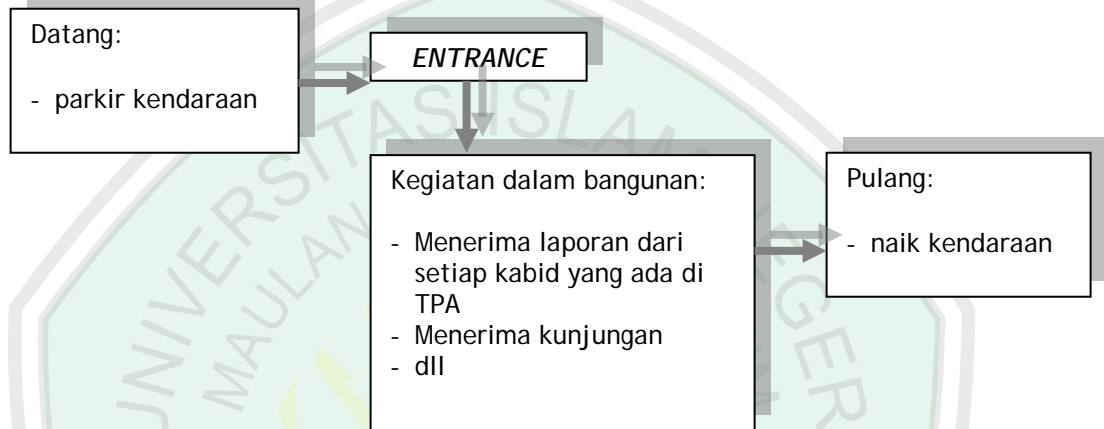 Datang:
- parkir kendaraan
ENTRANCE
Kegiatan dalam bangunan:
- Menerima laporan dari
setiap kabid yang ada di
TPA
- Menerima kunjungan
- dll
Pulang:
- naik kendaraan